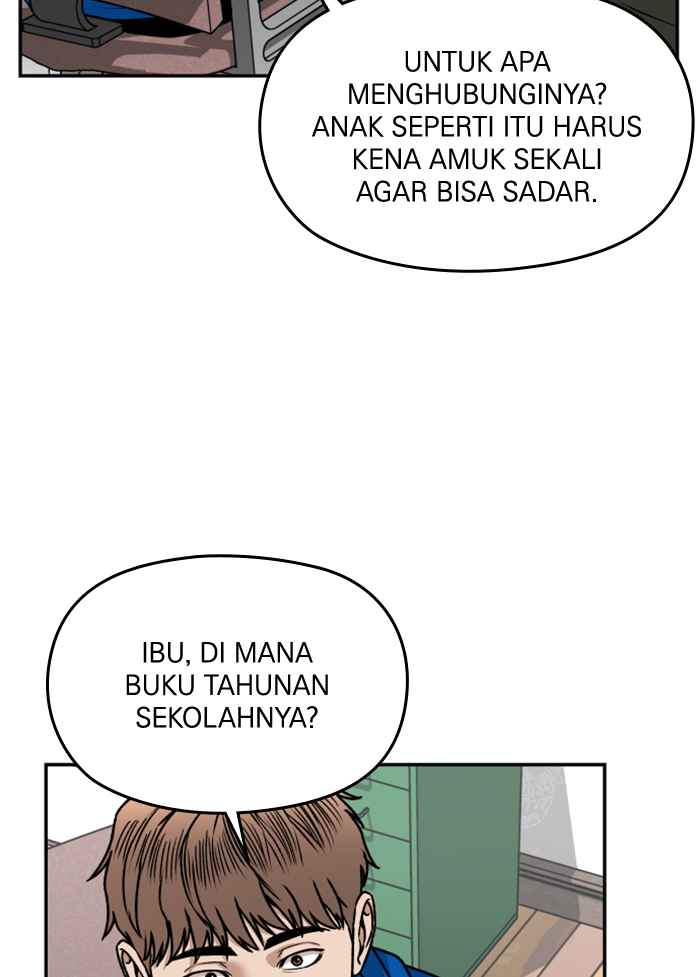 UNTUK APA
MENGHUBUNGINYA?
ANAK SEPERTI ITU HARUS
KENA AMUK SEKALI
AGAR BISA SADAR.
IBU, DI MANA
BUKU TAHUNAN
SEKOLAHNYA?